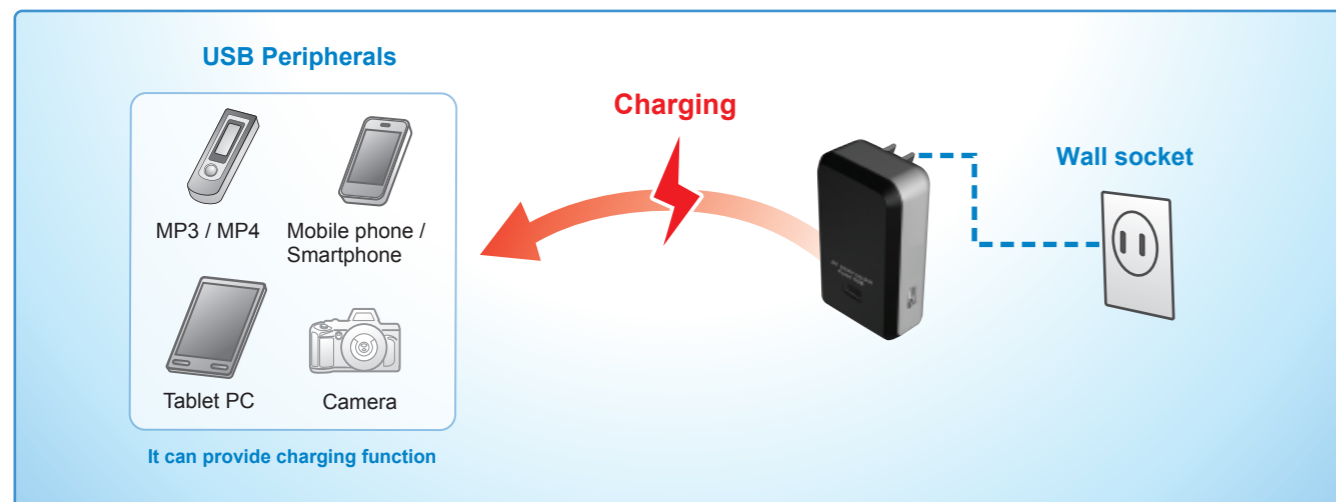 USB Peripherals
Charging
Wall socket
MP3 / MP4
Mobile phone /
Smartphone
Tablet PC
Camera
It can provide charging function